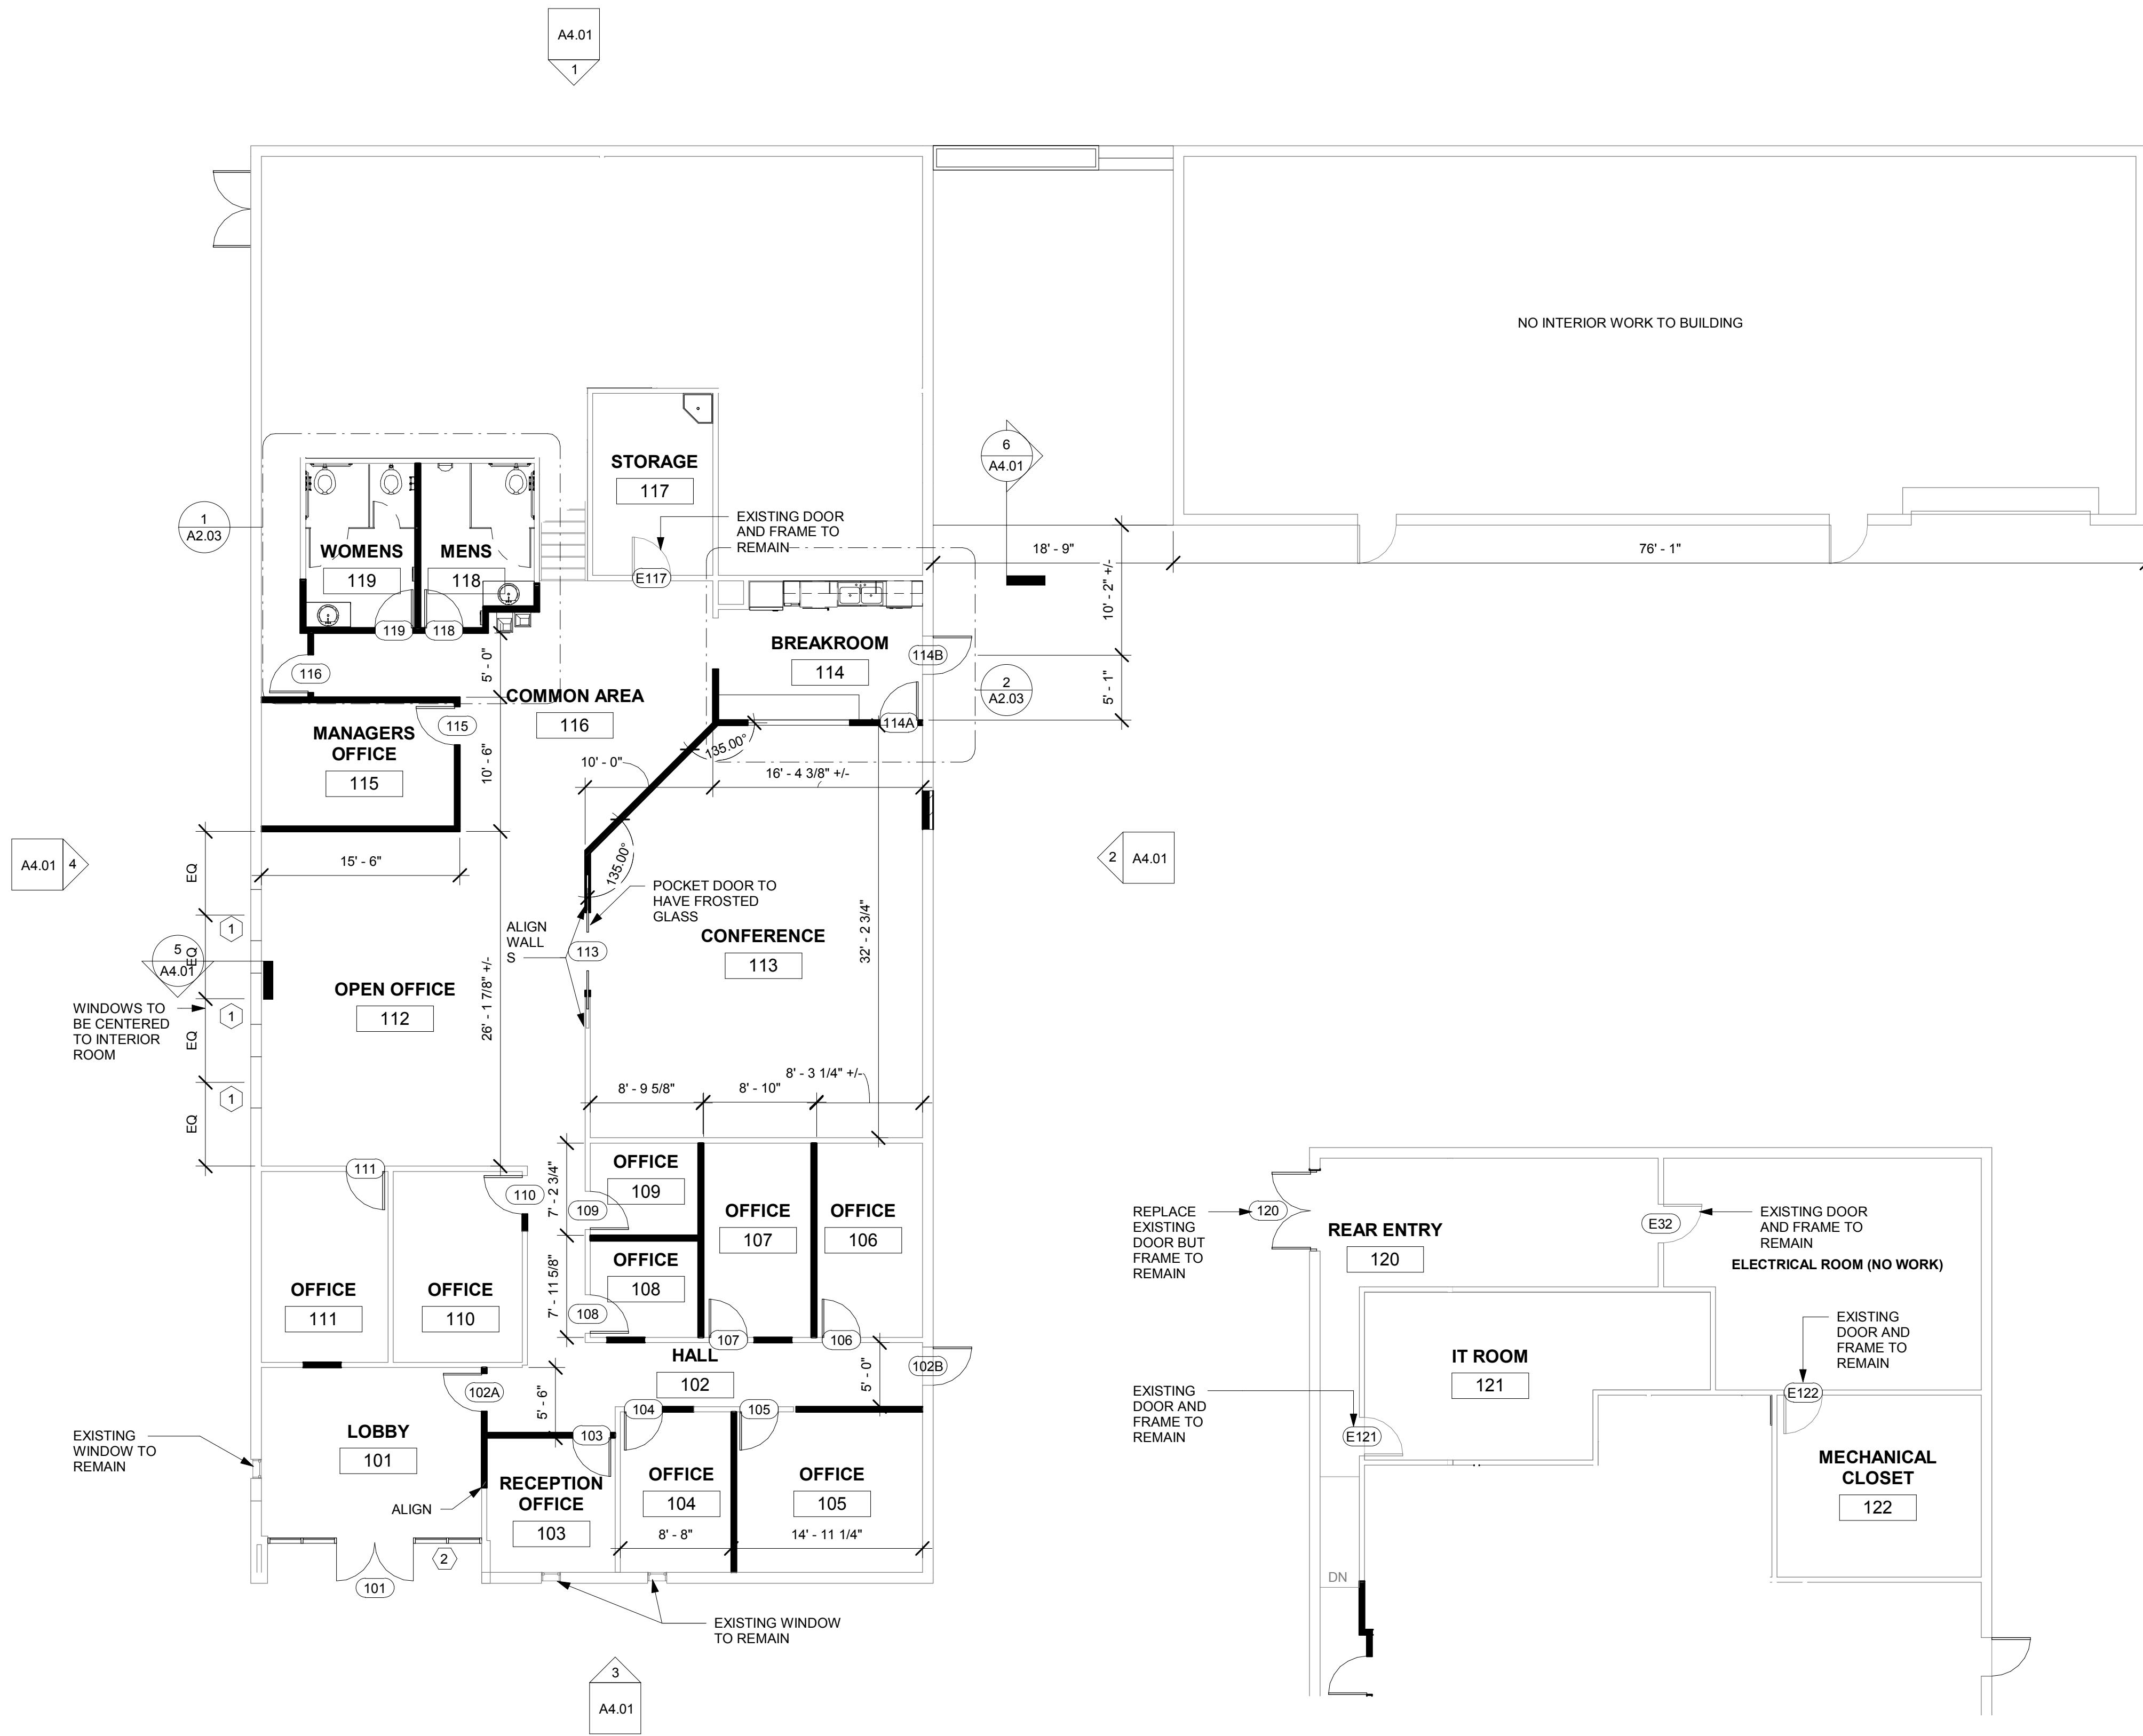 A4.01
1
NO INTERIOR WORK TO BUILDING
STORAGE
117
6
A4.01
1
A2.03
EXISTING DOOR
AND FRAME TO
REMAIN
WOMENS
119
MENS
118
E117
18' - 9"
76' - 1"
10' - 2" +/-
119
118
BREAKROOM
114
114B
116
5' - 0"
COMMON AREA
116
2
A2.03
5' - 1"
115
114A
MANAGERS
OFFICE
115
135.00°
10' - 6"
10' - 0"
16' - 4 3/8" +/-
A4.01
4
EQ
15' - 6"
135.00°
2
A4.01
POCKET DOOR TO
HAVE FROSTED
GLASS
1
ALIGN
WALL
S
113
CONFERENCE
113
32' - 2 3/4"
5
A4.01
EQ
OPEN OFFICE
112
26' - 1 7/8" +/-
WINDOWS TO
BE CENTERED
TO INTERIOR
ROOM
1
EQ
8' - 9 5/8"
8' - 10"
8' - 3 1/4" +/-
1
EQ
111
110
OFFICE
109
109
7' - 2 3/4"
OFFICE
107
OFFICE
106
REPLACE
EXISTING
DOOR BUT
FRAME TO
REMAIN
120
REAR ENTRY
120
E32
EXISTING DOOR
AND FRAME TO
REMAIN
ELECTRICAL ROOM (NO WORK)
OFFICE
108
108
7' - 11 5/8"
OFFICE
111
OFFICE
110
107
106
EXISTING
DOOR AND
FRAME TO
REMAIN
HALL
102
102B
5' - 0"
IT ROOM
121
102A
5' - 6"
104
105
E122
EXISTING
DOOR AND
FRAME TO
REMAIN
E121
EXISTING
WINDOW TO
REMAIN
LOBBY
101
103
MECHANICAL
CLOSET
122
RECEPTION
OFFICE
103
OFFICE
104
OFFICE
105
ALIGN
8' - 8"
14' - 11 1/4"
2
101
DN
EXISTING WINDOW
TO REMAIN
3
A4.01